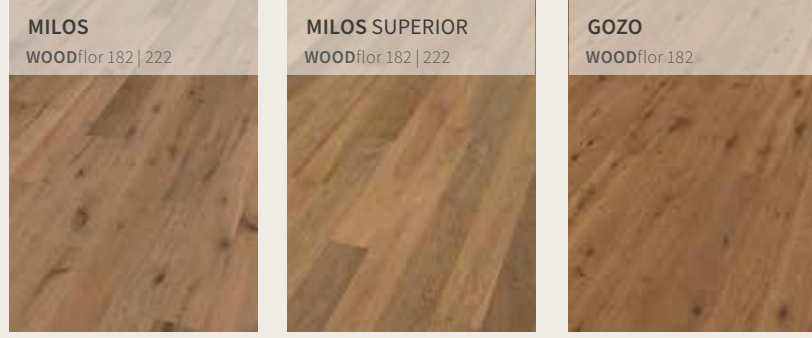 MILOS
WOODflor 182 | 222
MILOS SUPERIOR
WOODflor 182 | 222
GOZO
WOODflor 182